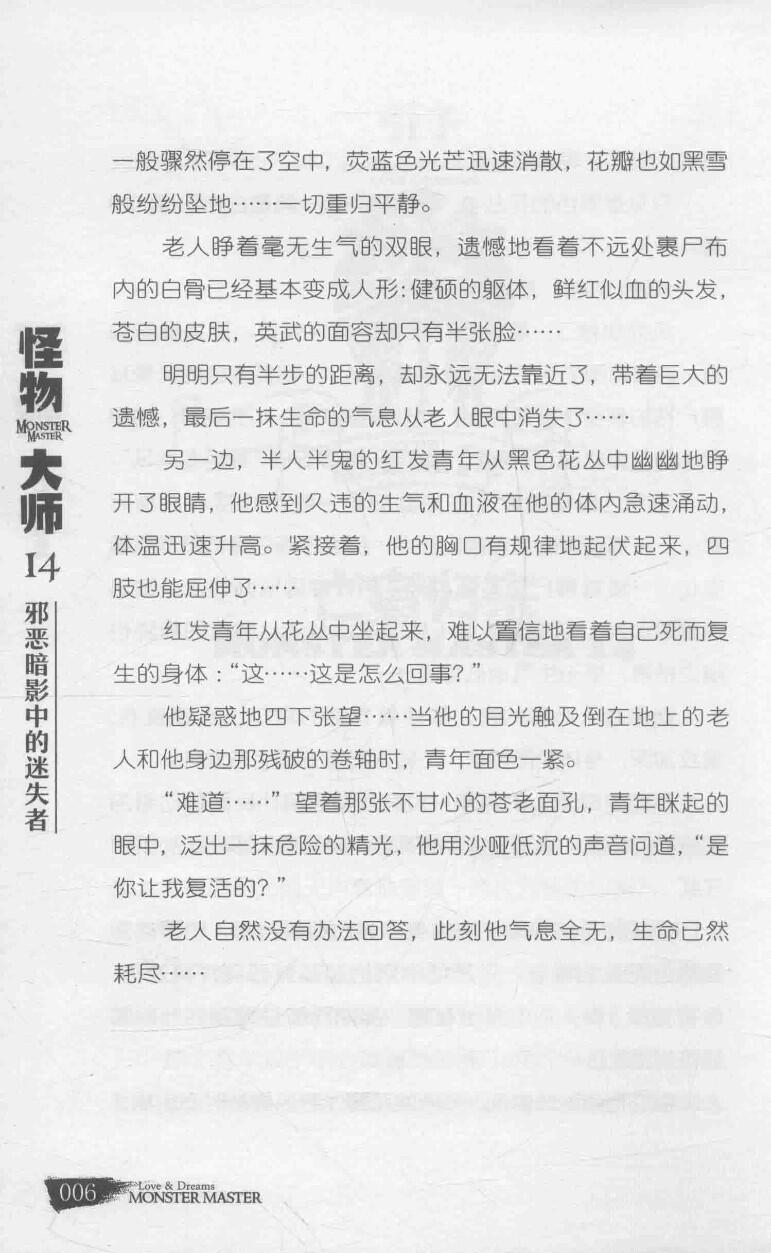 一般骤然停在了空中，荧蓝色光芒迅速消散，花瓣也如黑雪
般纷纷坠地……一切重归平静。
老人睁着毫无生气的双眼，遗憾地看着不远处裹尸布
内的白骨已经基本变成人形：健硕的躯体，鲜红似血的头发，
苍白的皮肤，英武的面容却只有半张脸……
明明只有半步的距离，却永远无法靠近了，带着巨大的
遗憾，最后一抹生命的气息从老人眼中消失了……
另一边，半人半鬼的红发青年从黑色花丛中幽幽地睁
开了眼睛，他感到久违的生气和血液在他的体内急速涌动，
体温迅速升高。紧接着，他的胸口有规律地起伏起来，四
肢也能屈伸了……
红发青年从花丛中坐起来，难以置信地看着自己死而复
生的身体：“这……这是怎么回事？”
他疑惑地四下张望……当他的目光触及倒在地上的老
人和他身边那残破的卷轴时，青年面色一紧。
“难道……”望着那张不甘心的苍老面孔，青年眯起的
眼中，泛出一抹危险的精光，他用沙哑低沉的声音问道，“是
你让我复活的？”
老人自然没有办法回答，此刻他气息全无，生命已然
耗尽……
怪物
MONSTER
MASTER
大师
14
邪恶暗影中的迷失者
006
Love & Dreams
MONSTER MASTER